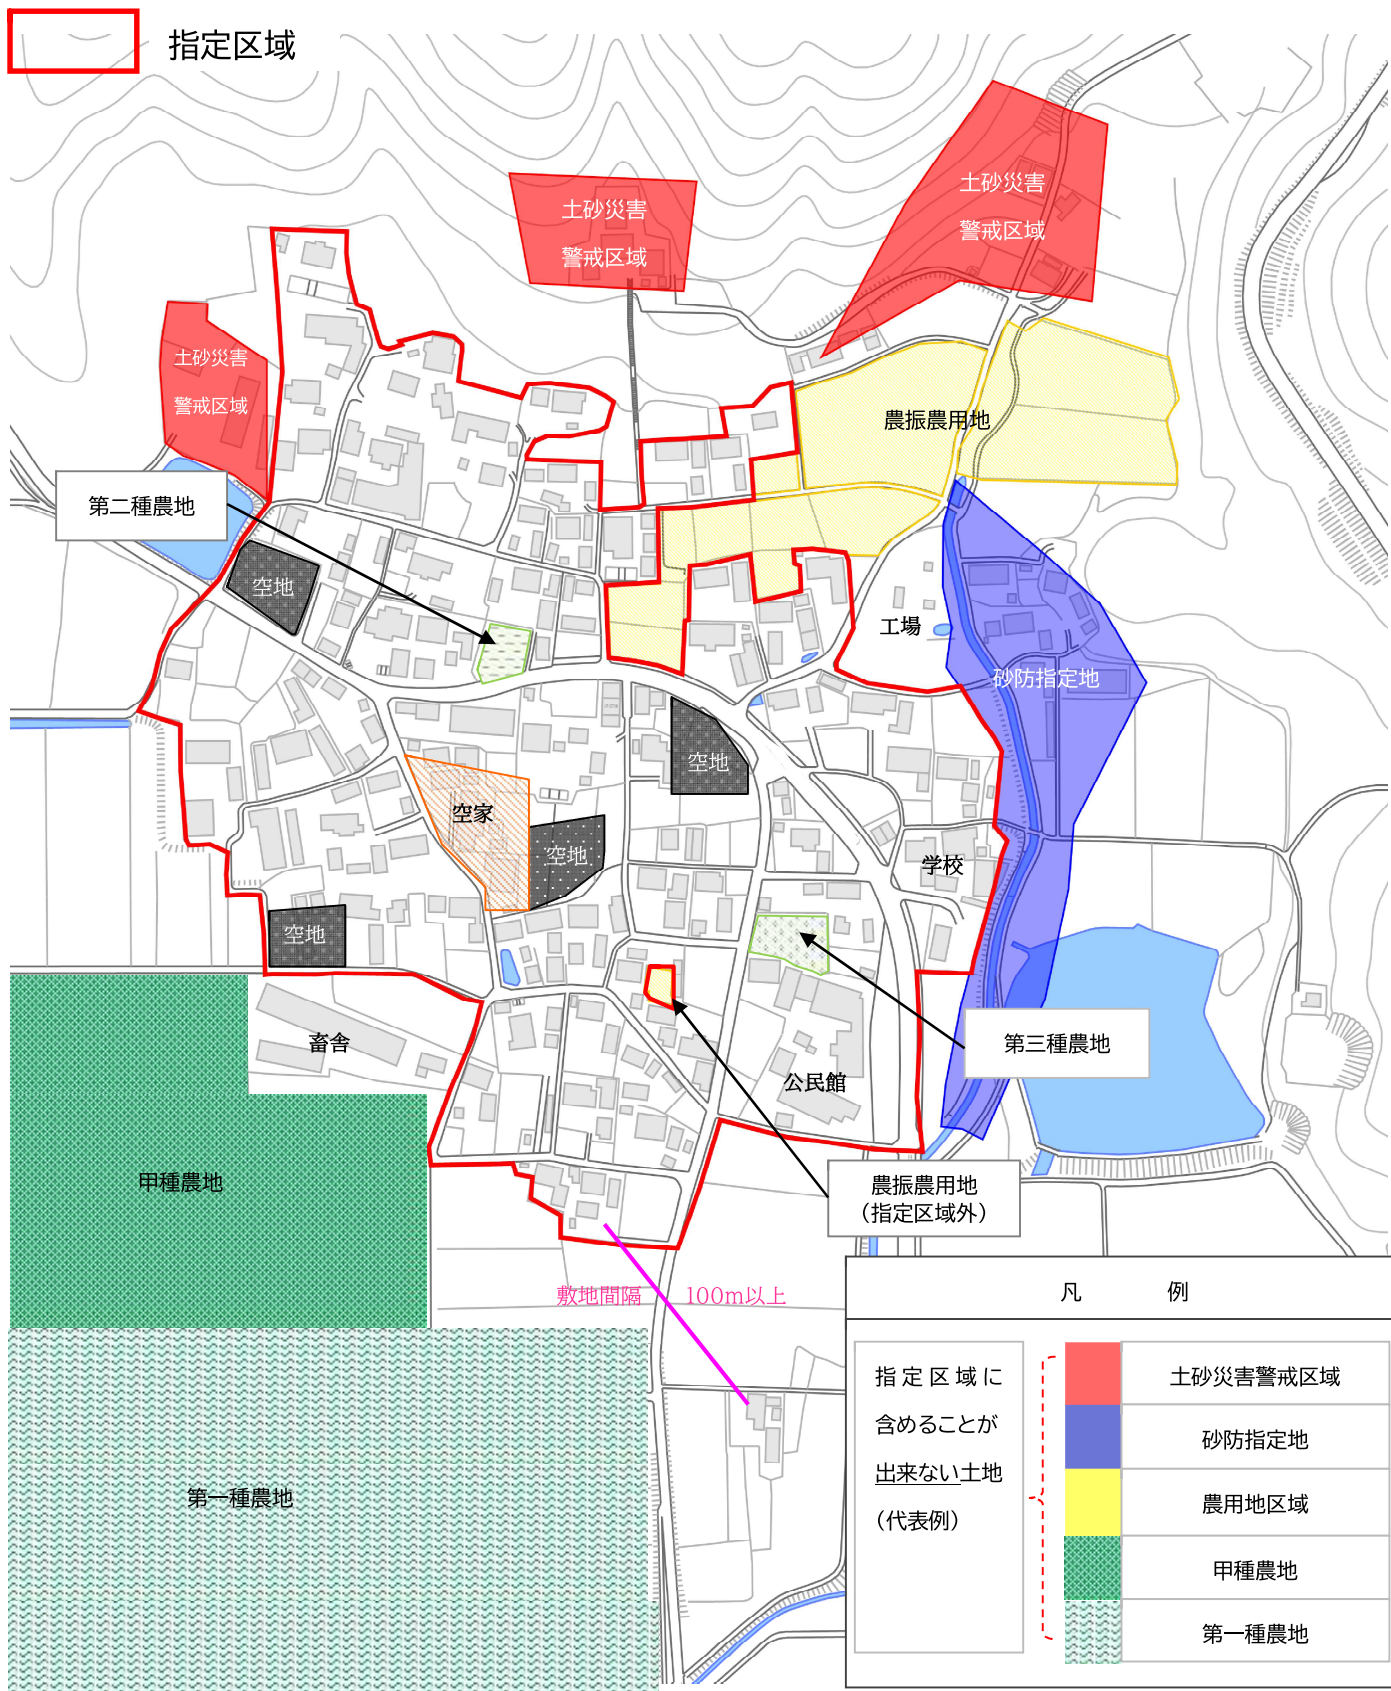 指定区域
土砂災害
警戒区域
土砂災害
警戒区域
土砂災害
警戒区域
農振農用地
第二種農地
空地
工場
砂防指定地
空地
空家
空地
学校
空地
第三種農地
畜舎
公民館
甲種農地
農振農用地
（指定区域外）
敷地間隔　100m以上
第一種農地
凡　例
指定区域に
含めることが
出来ない土地
（代表例）
土砂災害警戒区域
砂防指定地
農用地区域
甲種農地
第一種農地